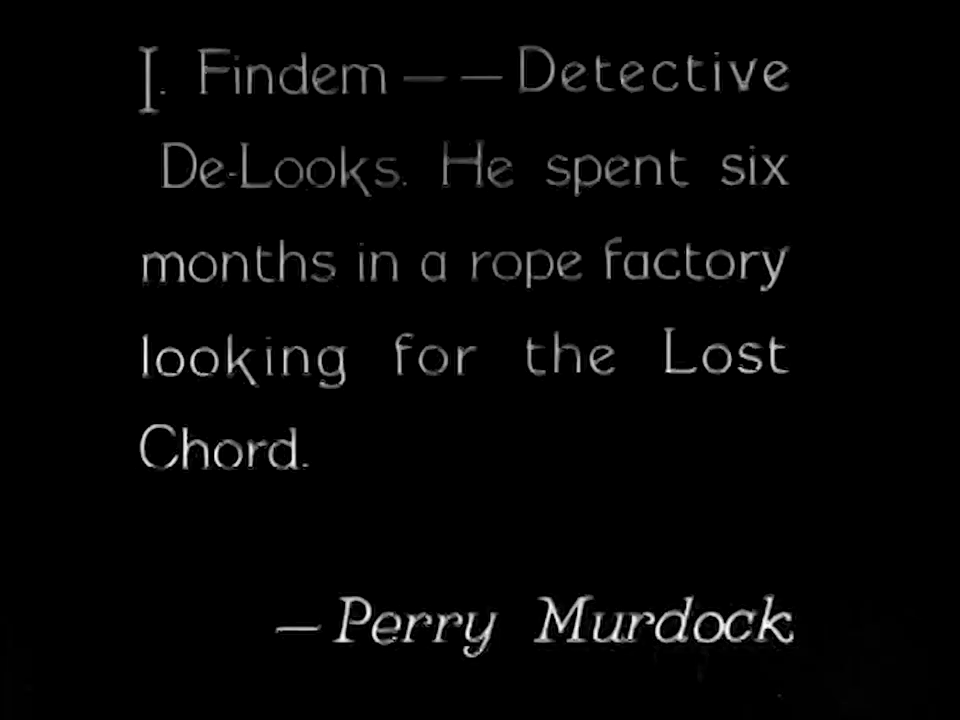 I. Findem — — Detective
De-Looks. He spent six
months in a rope factory
looking for the Lost
Chord.
— Perry Murdock